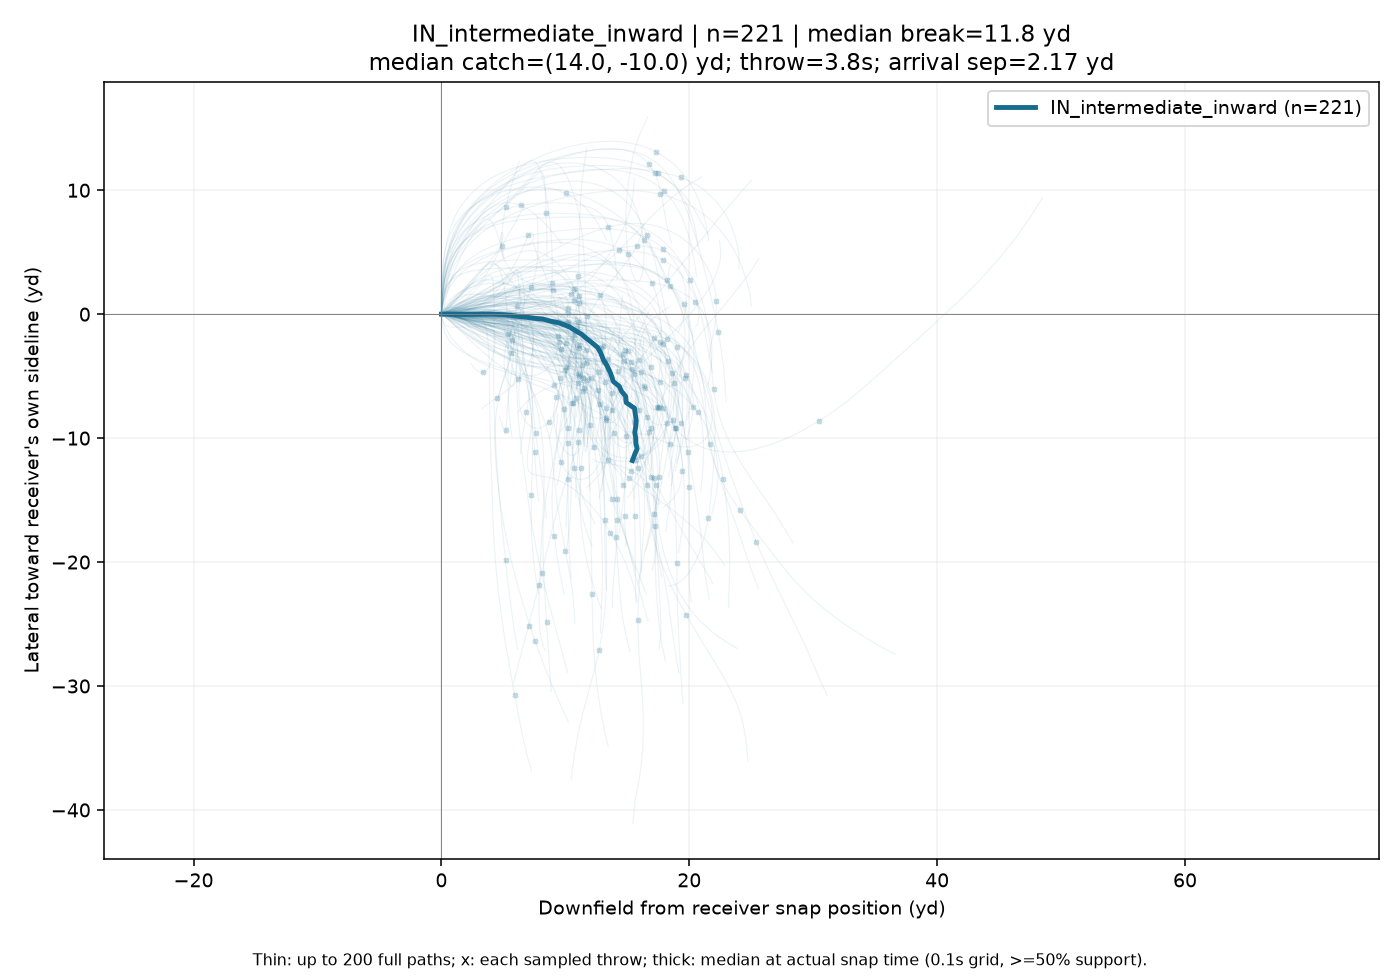 IN_intermediate_inward | n=221 | median break=11.8 yd
median catch=(14.0, -10.0) yd; throw=3.8s; arrival sep=2.17 yd
IN_intermediate_inward (n=221)
Lateral toward receiver's own sideline (yd)
10
0
−10
−20
−30
−40
−20
0
20
40
60
Downfield from receiver snap position (yd)
Thin: up to 200 full paths; x: each sampled throw; thick: median at actual snap time (0.1s grid, >=50% support).